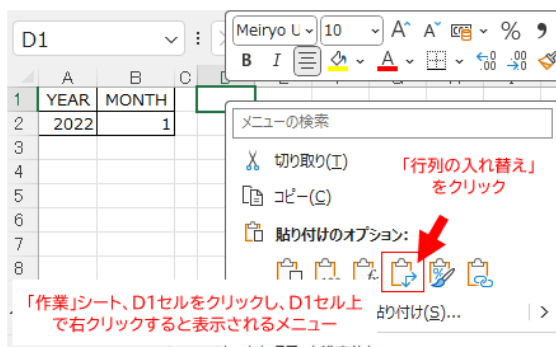 D1
Meiryo U
10
A^ A˅ % 9
B I A
A B C
1 YEAR MONTH
2 2022 1
3
4
5
6
7
8
メニューの検索
切り取り(T)
コピー(C)
貼り付けのオプション:
「行列の入れ替え」
をクリック
貼り付け(S)...
「作業」シート、D1セルをクリックし、D1セル上
で右クリックすると表示されるメニュー